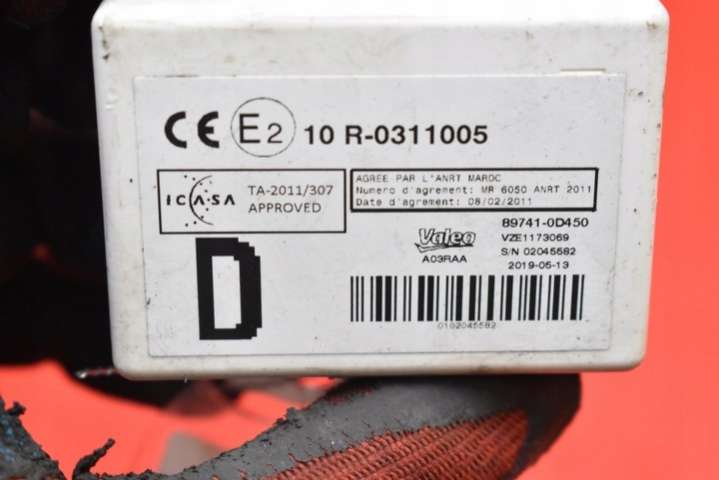 CE E2 10 R-0311005
ICASA TA-2011/307
APPROVED
AGREE PAR L'ANRT MAROC
Numero d'agrement: MR 6050 ANRT 2011
Date d'agrement: 08/02/2011
89741-0D450
Valeo VZE1173069
A03RAA S/N 02045582
2019-05-13
D
0102045582